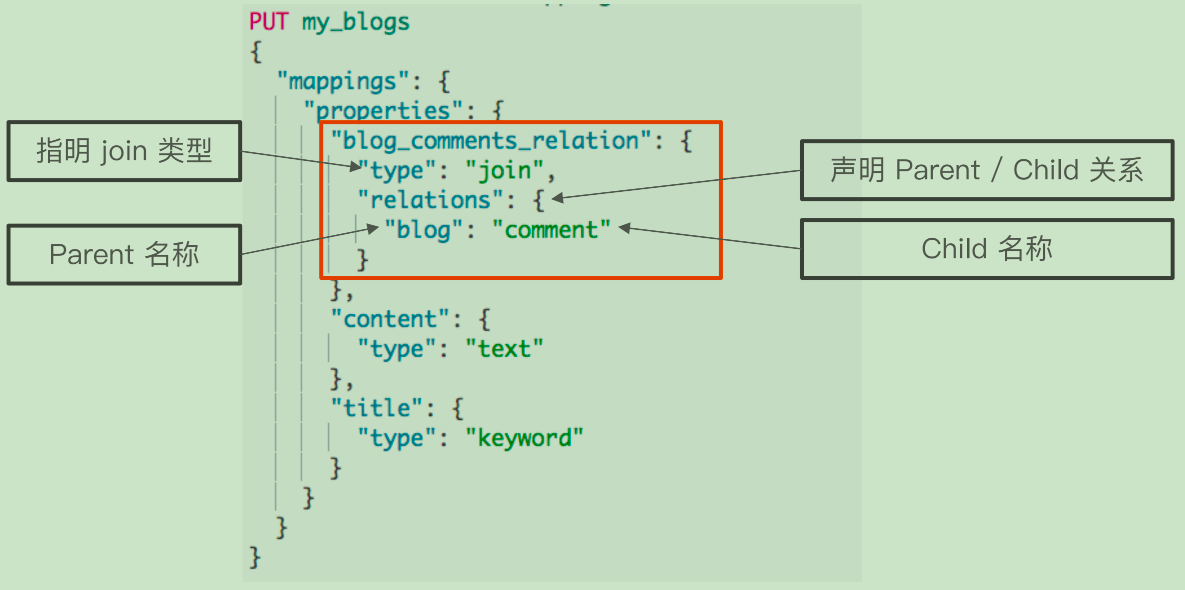 PUT my_blogs
{
"mappings": {
"properties": {
"blog_comments_relation": {
"type": "join",
"relations": {
"blog": "comment"
}
},
"content": {
"type": "text"
},
"title": {
"type": "keyword"
}
}
}
}
指明 join 类型
Parent 名称
声明 Parent / Child 关系
Child 名称